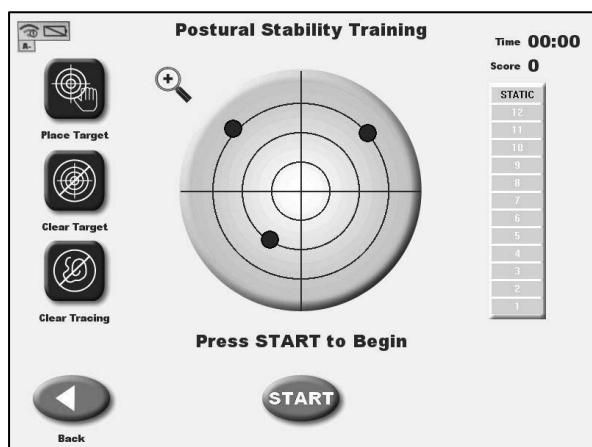 Postural Stability Training
A-
Time 00:00
Score 0
Place Target
Clear Target
Clear Tracing
STATIC
12
11
10
9
8
7
6
5
4
3
2
1
Press START to Begin
START
Back